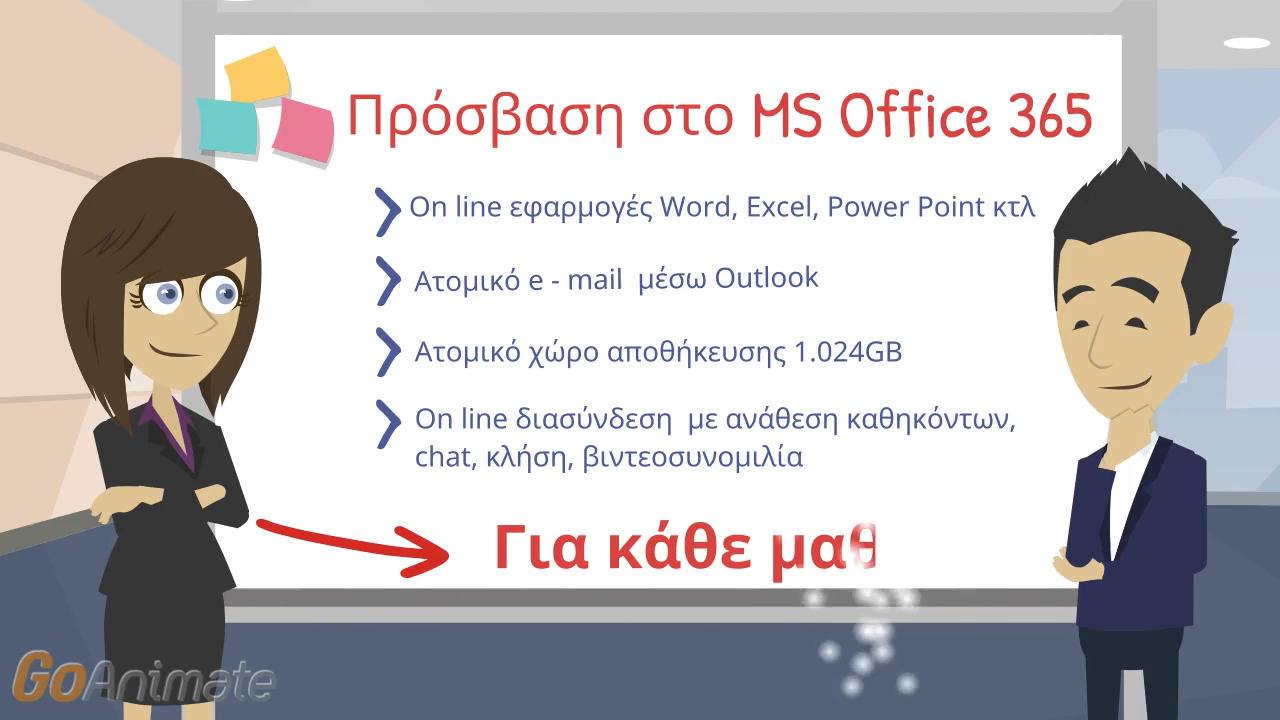 Πρόσβαση στο MS Office 365
On line εφαρμογές Word, Excel, Power Point κτλ
Ατομικό e - mail μέσω Outlook
Ατομικό χώρο αποθήκευσης 1.024GB
On line διασύνδεση με ανάθεση καθηκόντων,
chat, κλήση, βιντεοσυνομιλία
Για κάθε μαθ
GoAnimate